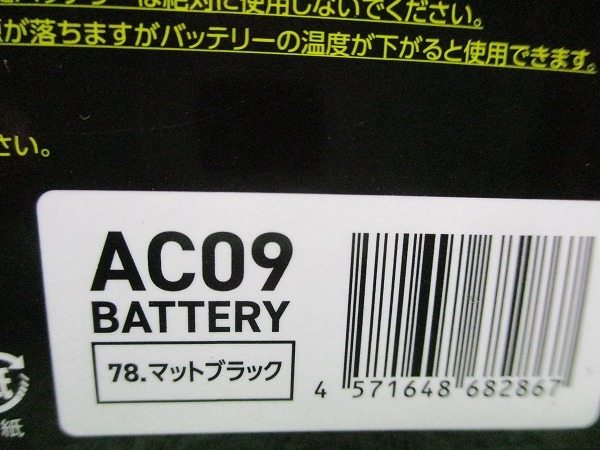 バッテリーは絶対に使用しないでください。
が落ちますがバッテリーの温度が下がると使用できます。
さい。
AC09
BATTERY
78.マットブラック
4 571648 682867
紙